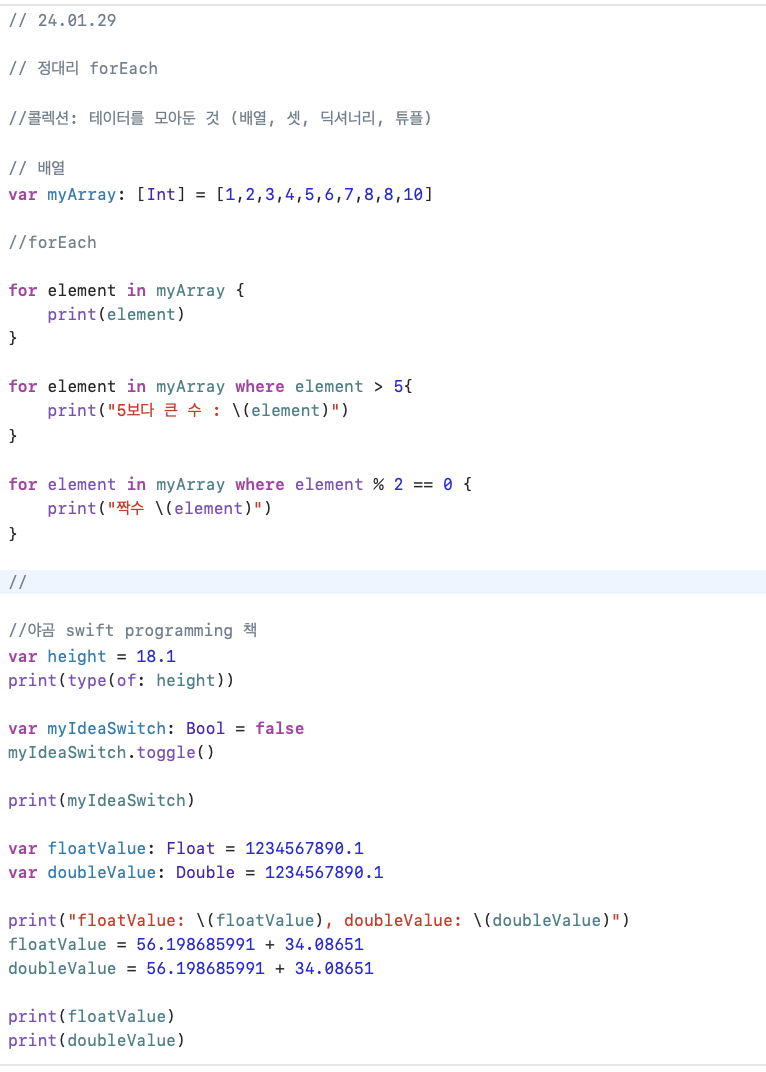 // 24.01.29
// 정대리 forEach
//콜렉션: 테이터를 모아둔 것 (배열, 셋, 딕셔너리, 튜플)
// 배열
var myArray: [Int] = [1,2,3,4,5,6,7,8,8,10]
//forEach
for element in myArray {
    print(element)
}
for element in myArray where element > 5{
    print("5보다 큰 수 : \(element)")
}
for element in myArray where element % 2 == 0 {
    print("짝수 \(element)")
}
//
//야곰 swift programming 책
var height = 18.1
print(type(of: height))
var myIdeaSwitch: Bool = false
myIdeaSwitch.toggle()
print(myIdeaSwitch)
var floatValue: Float = 1234567890.1
var doubleValue: Double = 1234567890.1
print("floatValue: \(floatValue), doubleValue: \(doubleValue)")
floatValue = 56.198685991 + 34.08651
doubleValue = 56.198685991 + 34.08651
print(floatValue)
print(doubleValue)